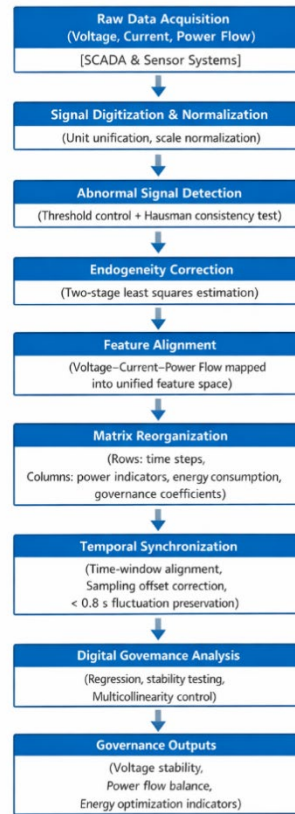 Raw Data Acquisition
(Voltage, Current, Power Flow)
[SCADA & Sensor Systems]
Signal Digitization & Normalization
(Unit unification, scale normalization)
Abnormal Signal Detection
(Threshold control + Hausman consistency test)
Endogeneity Correction
(Two-stage least squares estimation)
Feature Alignment
(Voltage–Current–Power Flow mapped
into unified feature space)
Matrix Reorganization
(Rows: time steps,
Columns: power indicators, energy consumption,
governance coefficients)
Temporal Synchronization
(Time-window alignment,
Sampling offset correction,
< 0.8 s fluctuation preservation)
Digital Governance Analysis
(Regression, stability testing,
Multicollinearity control)
Governance Outputs
(Voltage stability,
Power flow balance,
Energy optimization indicators)